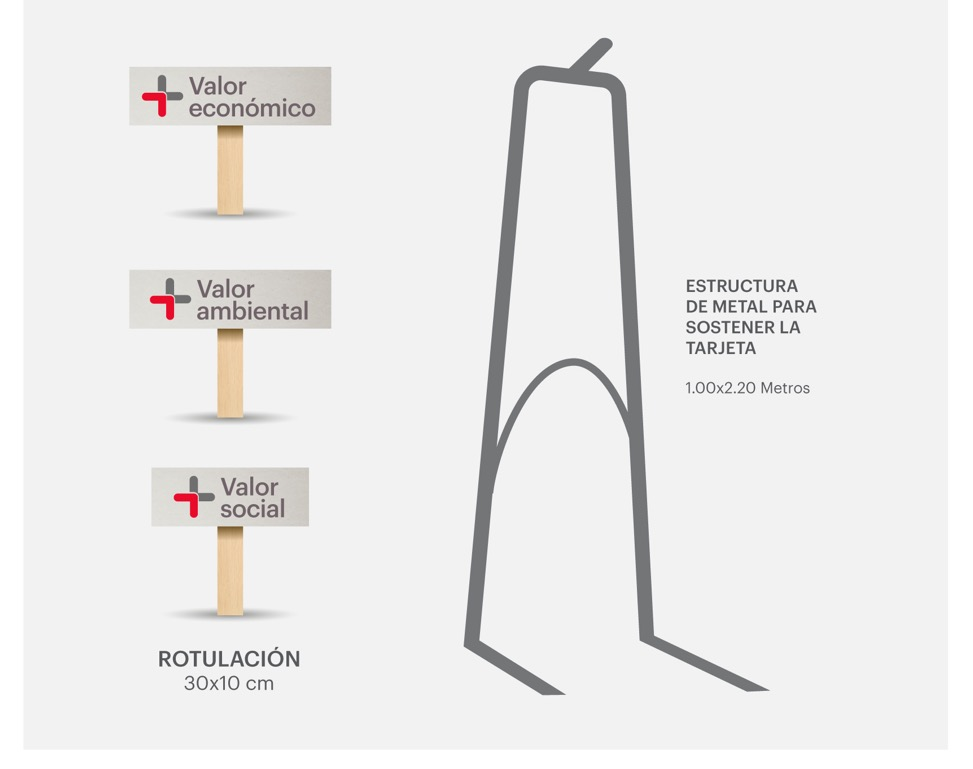 Valor
económico
Valor
ambiental
Valor
social
ROTULACIÓN
30x10 cm
ESTRUCTURA
DE METAL PARA
SOSTENER LA
TARJETA
1.00x2.20 Metros